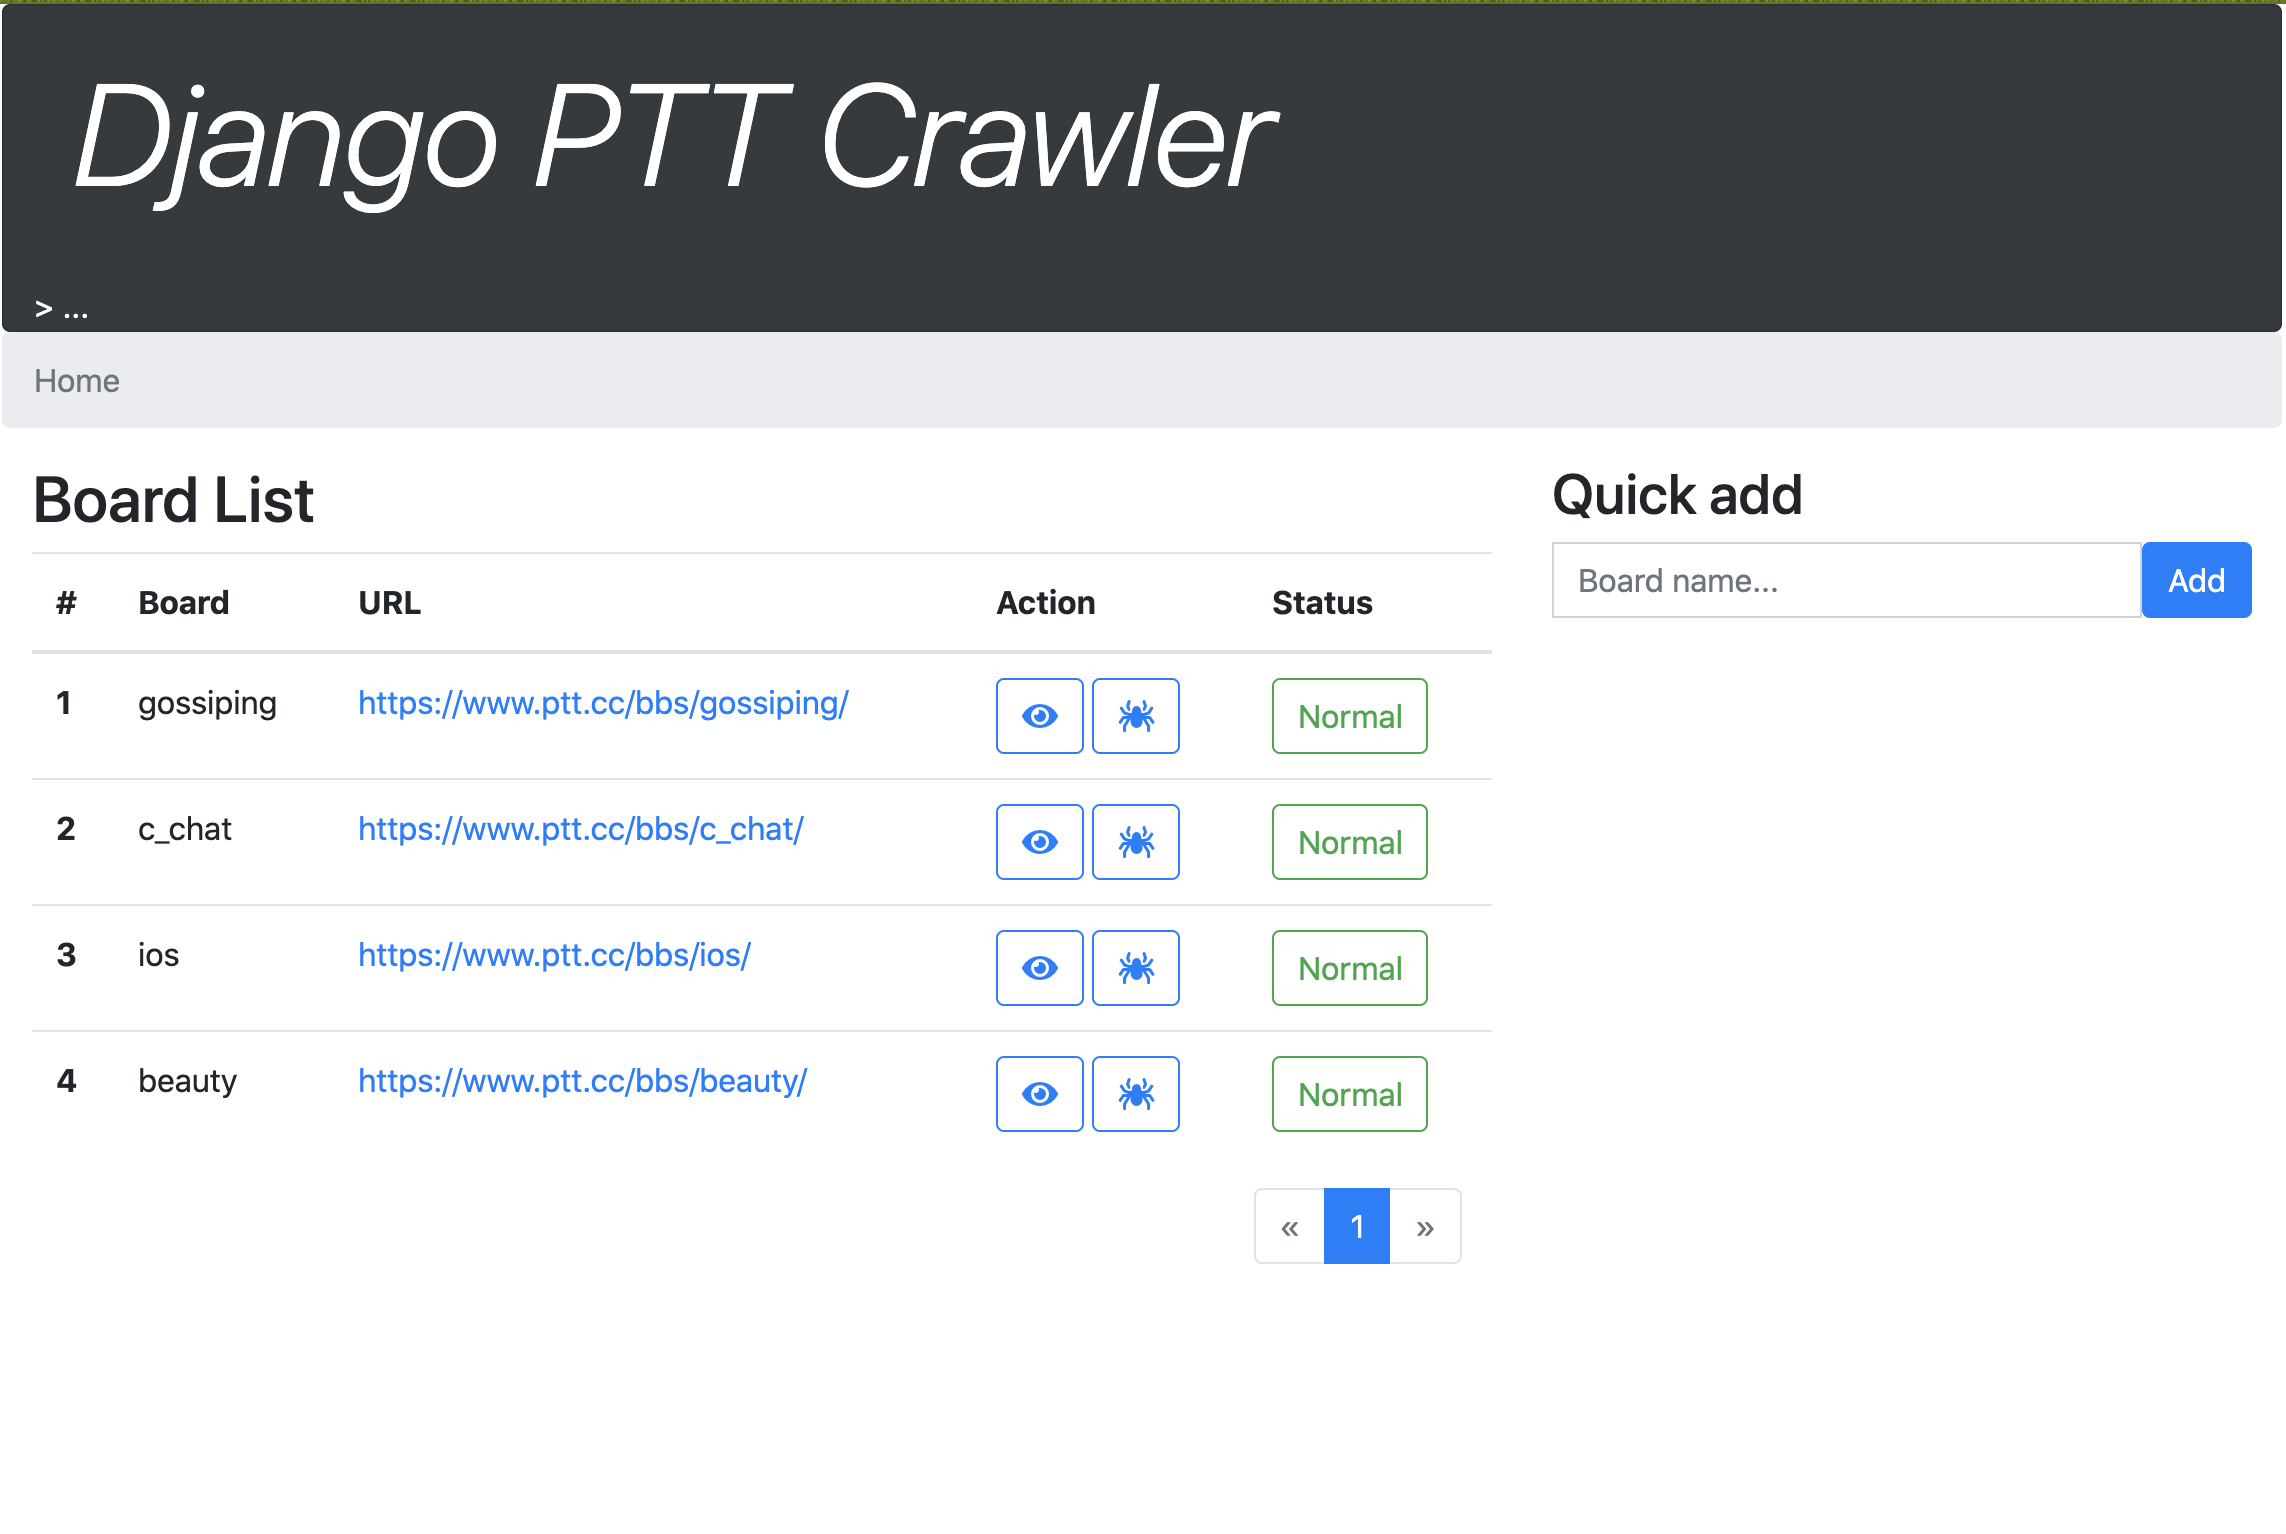 Django PTT Crawler
> ...
Home
Board List
# Board URL Action Status
1 gossiping https://www.ptt.cc/bbs/gossiping/ Normal
2 c_chat https://www.ptt.cc/bbs/c_chat/ Normal
3 ios https://www.ptt.cc/bbs/ios/ Normal
4 beauty https://www.ptt.cc/bbs/beauty/ Normal
« 1 »
Quick add
Board name... Add